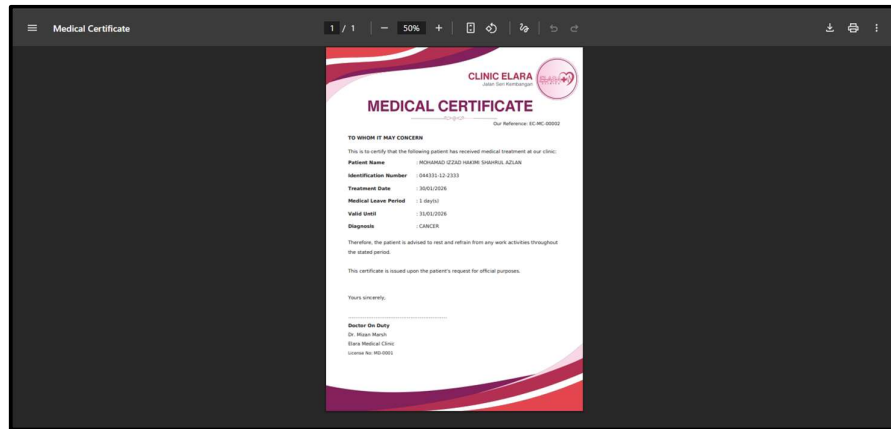 Medical Certificate
1 / 1
50%
CLINIC ELARA
Jalan Seri Kembangan
MEDICAL CERTIFICATE
Our Reference: EC-MC-00002
TO WHOM IT MAY CONCERN
This is to certify that the following patient has received medical treatment at our clinic:
Patient Name : MOHAMAD IZZAD HAKIMI SHAHRUL AZLAN
Identification Number : 044331-12-2333
Treatment Date : 30/01/2026
Medical Leave Period : 1 day(s)
Valid Until : 31/01/2026
Diagnosis : CANCER
Therefore, the patient is advised to rest and refrain from any work activities throughout
the stated period.
This certificate is issued upon the patient's request for official purposes.
Yours sincerely,
Doctor On Duty
Dr. Mizan Marsh
Elara Medical Clinic
License No: MD-0001